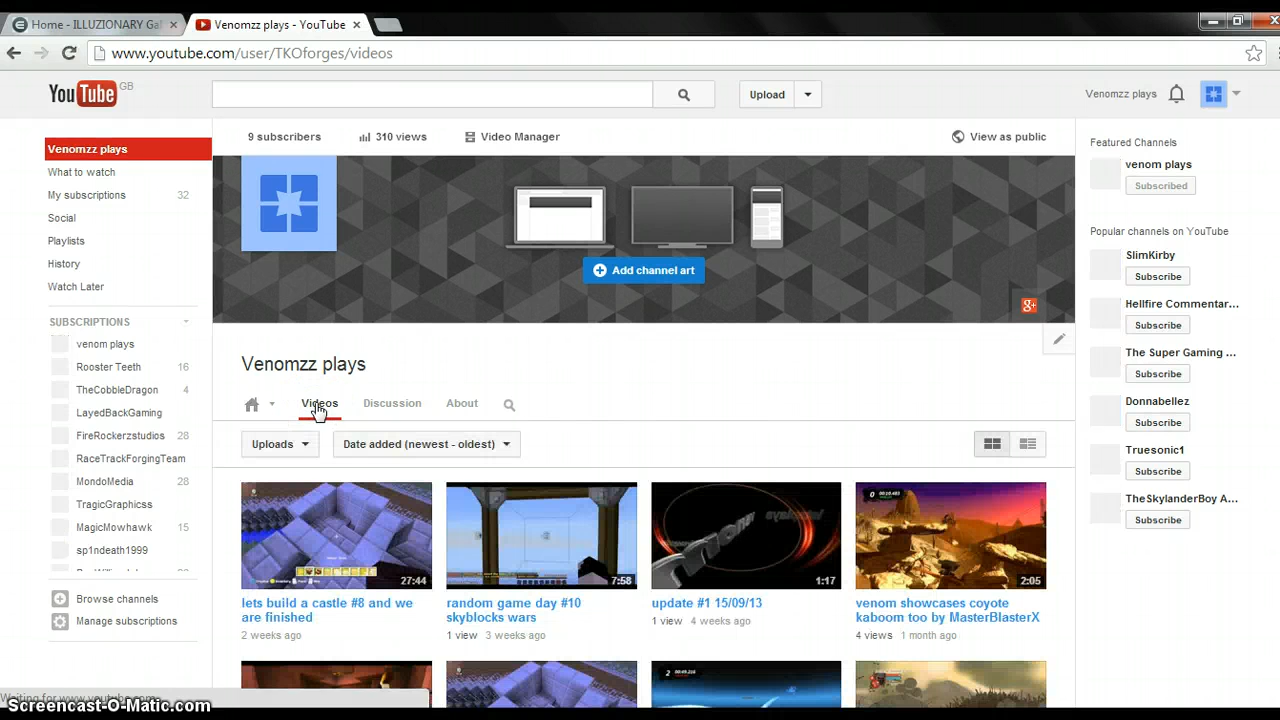 Home - ILLUZIONARY Ga
Venomzz plays - YouTube
www.youtube.com/user/TKOforges/videos
YouTube GB
Upload
Venomzz plays
Venomzz plays
What to watch
My subscriptions 32
Social
Playlists
History
Watch Later
SUBSCRIPTIONS
venom plays
Rooster Teeth 16
TheCobbleDragon 4
LayedBackGaming
FireRockerzstudios 28
RaceTrackForgingTeam
MondoMedia 28
TragicGraphicss
MagicMowhawk 15
sp1ndeath1999
Browse channels
Manage subscriptions
9 subscribers
310 views
Video Manager
View as public
Add channel art
g+
Venomzz plays
Videos
Discussion
About
Uploads
Date added (newest - oldest)
27:44
lets build a castle #8 and we
are finished
2 weeks ago
7:58
random game day #10
skyblocks wars
1 view 3 weeks ago
1:17
update #1 15/09/13
1 view 4 weeks ago
2:05
venom showcases coyote
kaboom too by MasterBlasterX
4 views 1 month ago
Featured Channels
venom plays
Subscribed
Popular channels on YouTube
SlimKirby
Subscribe
Hellfire Commentar...
Subscribe
The Super Gaming ...
Subscribe
Donnabellez
Subscribe
Truesonic1
Subscribe
TheSkylanderBoy A...
Subscribe
Waiting for www.youtube.com...
Screencast-O-Matic.com